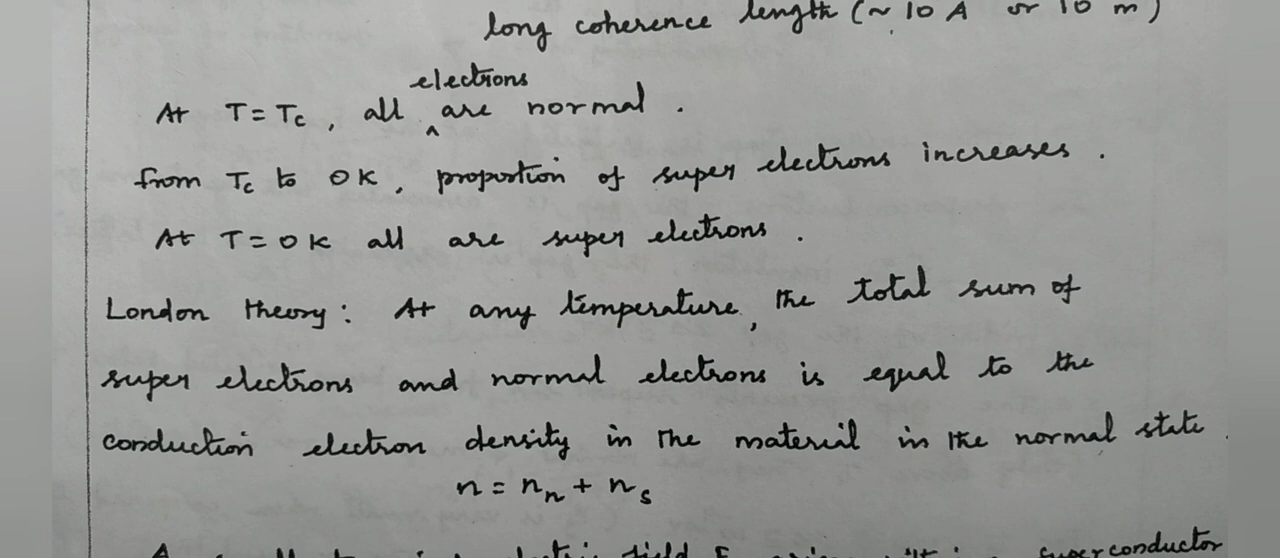 long coherence length (~ 10 A or 10 m)
electrons
At T = Tc, all ^ are normal.
from Tc to 0K, proportion of super electrons increases.
At T = 0K all are super electrons.
London theory: At any temperature, the total sum of
super electrons and normal electrons is equal to the
conduction electron density in the material in the normal state.
n = nn + ns
field superconductor